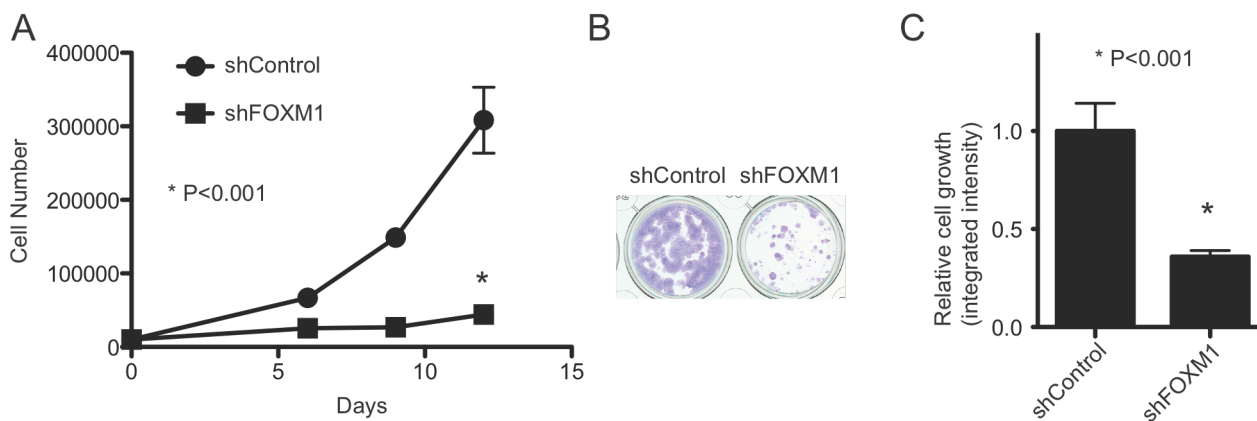 A
400000
300000
200000
100000
0
Cell Number
shControl
shFOXM1
* P<0.001
*
0
5
10
15
Days
B
shControl shFOXM1
C
* P<0.001
Relative cell growth
(integrated intensity)
1.0
0.5
0.0
*
shControl
shFOXM1